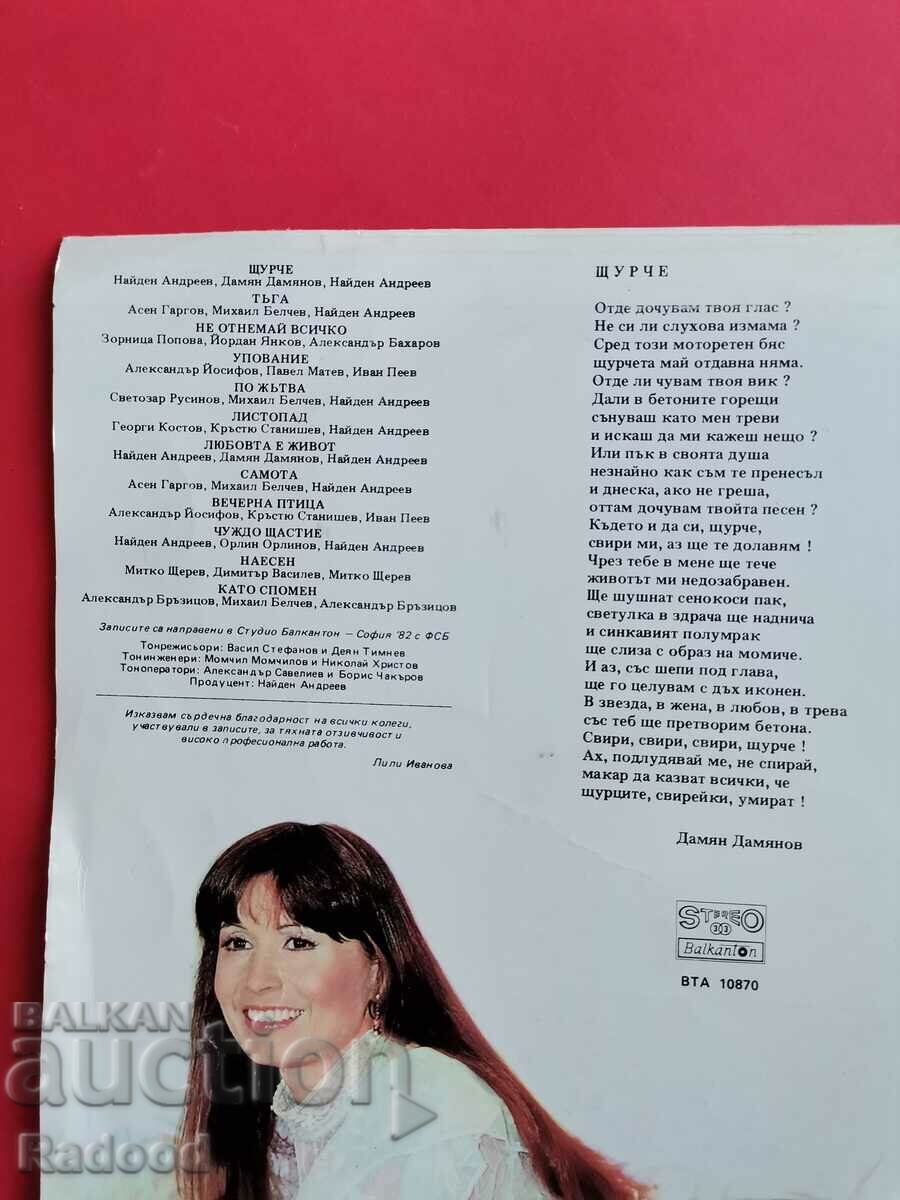 ЩУРЧЕ
Найден Андреев, Дамян Дамянов, Найден Андреев
ТЪГА
Асен Гаргов, Михаил Белчев, Найден Андреев
НЕ ОТНЕМАЙ ВСИЧКО
Зорница Попова, Йордан Янков, Александър Бахаров
УПОВАНИЕ
Александър Йосифов, Павел Матев, Иван Пеев
ПО ЖЪТВА
Светозар Русинов, Михаил Белчев, Найден Андреев
ЛИСТОПАД
Георги Костов, Кръстю Станишев, Найден Андреев
ЛЮБОВТА Е ЖИВОТ
Найден Андреев, Дамян Дамянов, Найден Андреев
САМОТА
Асен Гаргов, Михаил Белчев, Найден Андреев
ВЕЧЕРНА ПТИЦА
Александър Йосифов, Кръстю Станишев, Иван Пеев
ЧУЖДО ЩАСТИЕ
Найден Андреев, Орлин Орлинов, Найден Андреев
НАЕСЕН
Митко Щерев, Димитър Василев, Митко Щерев
КАТО СПОМЕН
Александър Бръзицов, Михаил Белчев, Александър Бръзицов
Записите са направени в Студио Балкантон — София '82 с ФСБ
Тонрежисьори: Васил Стефанов и Деян Тимнев
Тонинженери: Момчил Момчилов и Николай Христов
Тоноператори: Александър Савелиев и Борис Чакъров
Продуцент: Найден Андреев
Изказвам сърдечна благодарност на всички колеги,
участвували в записите, за тяхната отзивчивост и
високо професионална работа.
Лили Иванова
ЩУРЧЕ
Отде дочувам твоя глас ?
Не си ли слухова измама ?
Сред този моторетен бяс
щурчета май отдавна няма.
Отде ли чувам твоя вик ?
Дали в бетоните горещи
сънуваш като мен треви
и искаш да ми кажеш нещо ?
Или пък в своята душа
незнайно как съм те пренесъл
и днеска, ако не греша,
оттам дочувам твойта песен ?
Където и да си, щурче,
свири ми, аз ще те долавям !
Чрез тебе в мене ще тече
животът ми недозабравен.
Ще шушнат сенокоси пак,
светулка в здрача ще наднича
и синкавият полумрак
ще слиза с образ на момиче.
И аз, със шепи под глава,
ще го целувам с дъх иконен.
В звезда, в жена, в любов, в трева
със теб ще претворим бетона.
Свири, свири, свири, щурче !
Ах, подлудявай ме, не спирай,
макар да казват всички, че
щурците, свирейки, умират !
Дамян Дамянов
STEREO
33
Balkanton
ВТА 10870
BALKAN
auction
Radood